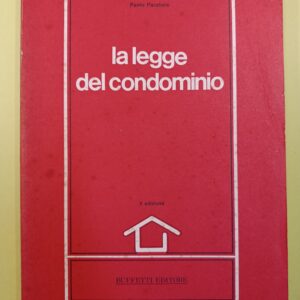 la legge
del condominio
BUFFETTI EDITORE